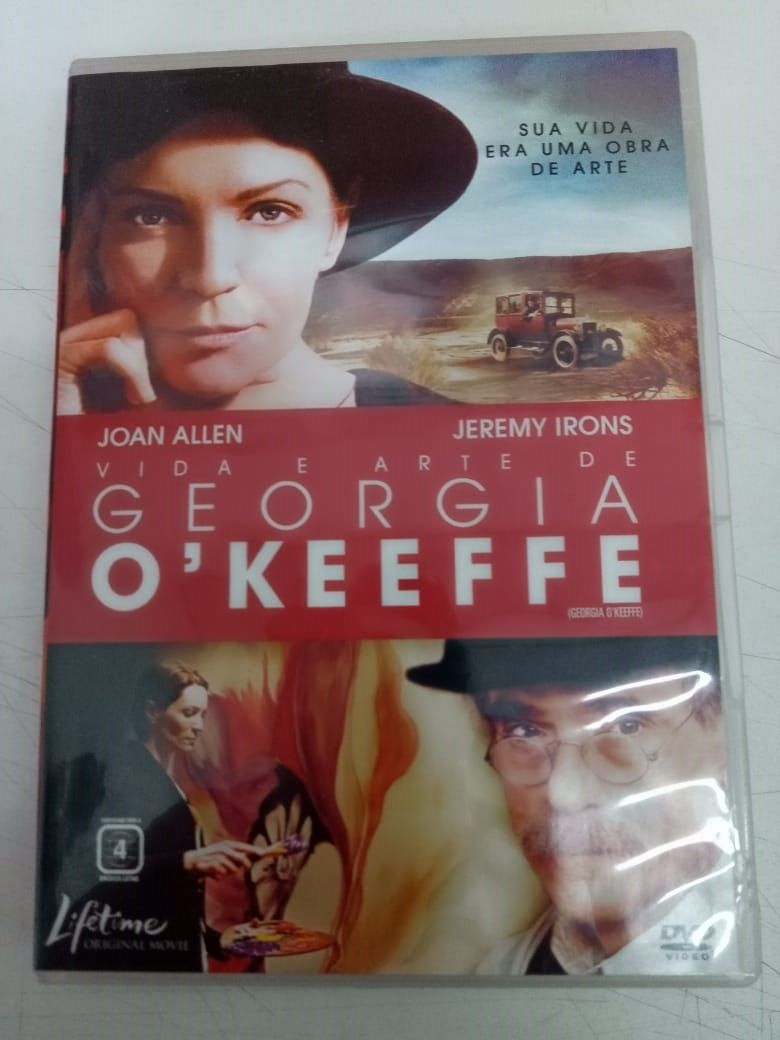 SUA VIDA
ERA UMA OBRA
DE ARTE
JOAN ALLEN
JEREMY IRONS
VIDA E ARTE DE
GEORGIA
O'KEEFFE
(GEORGIA O'KEEFFE)
4
Lifetime
ORIGINAL MOVIE
DVD
VIDEO